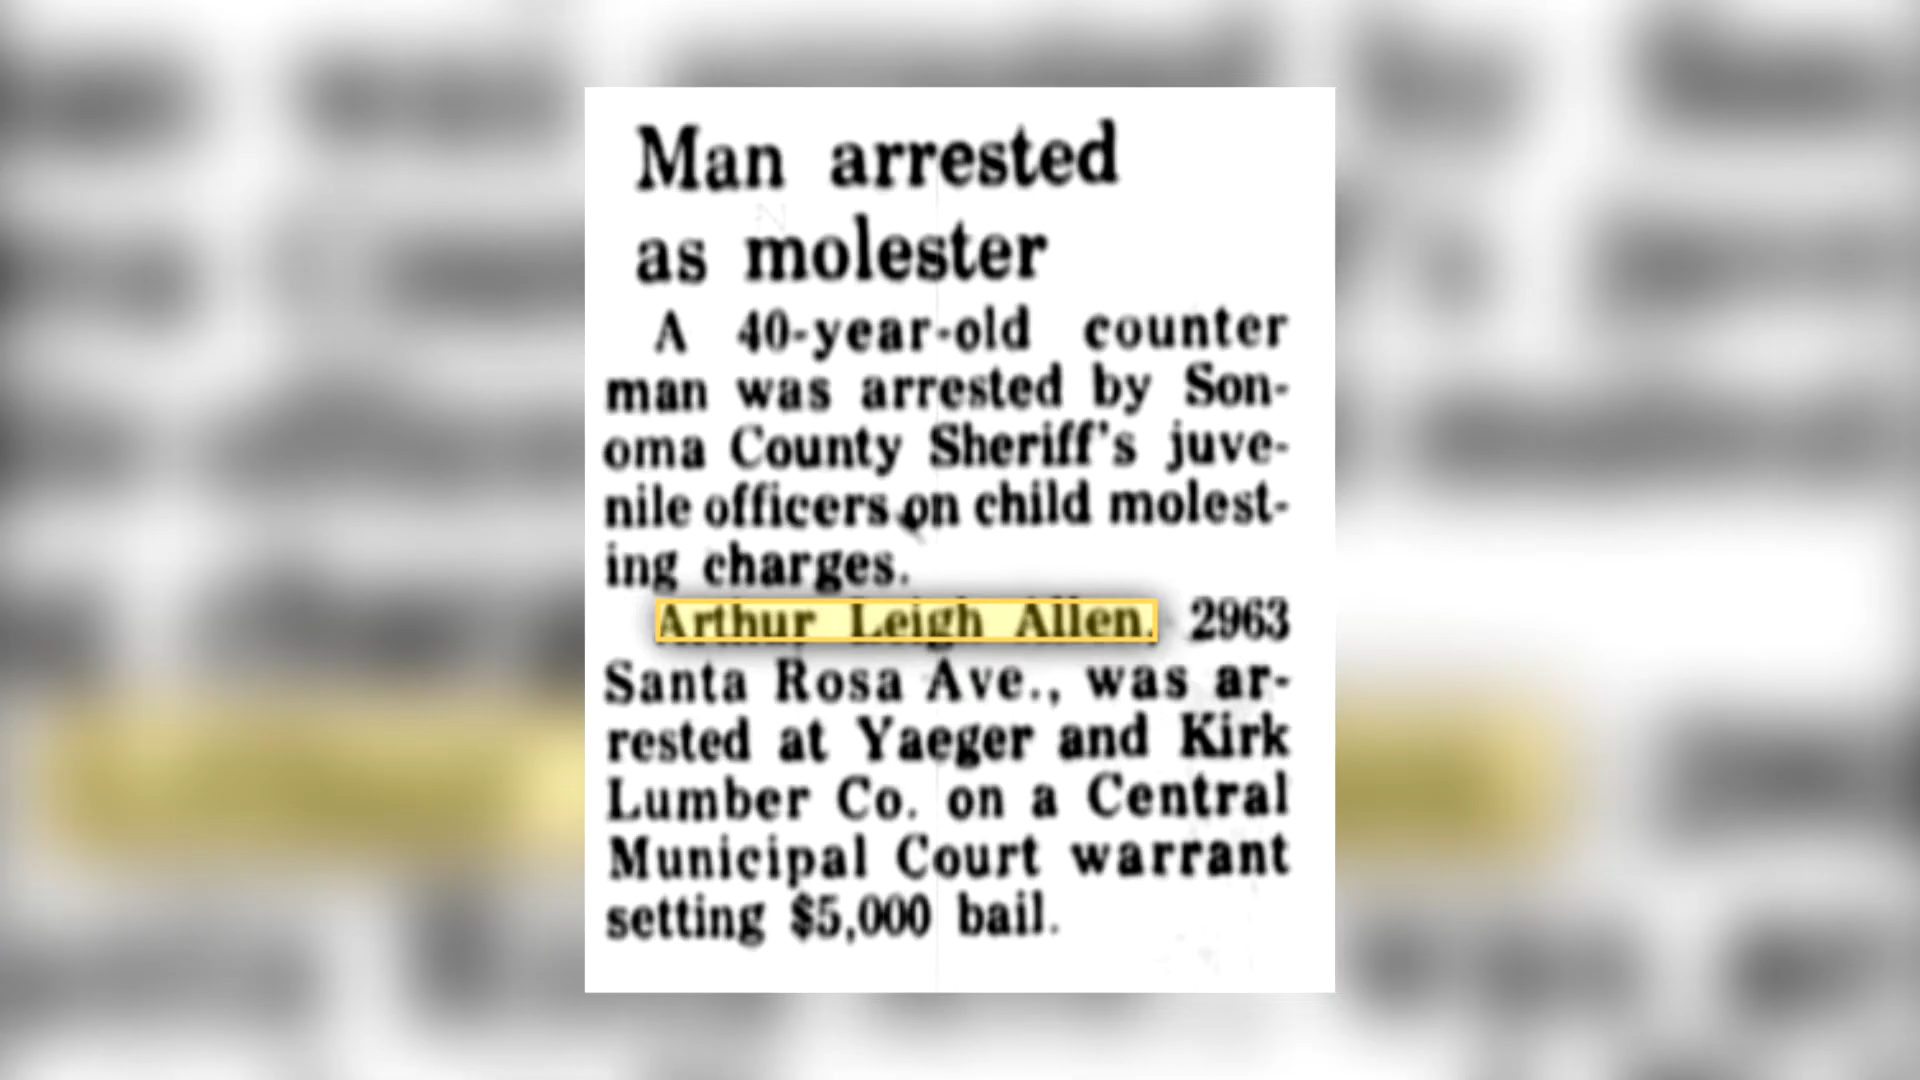 Man arrested
as molester
A 40-year-old counter
man was arrested by Son-
oma County Sheriff's juve-
nile officers on child molest-
ing charges.
Arthur Leigh Allen, 2963
Santa Rosa Ave., was ar-
rested at Yaeger and Kirk
Lumber Co. on a Central
Municipal Court warrant
setting $5,000 bail.